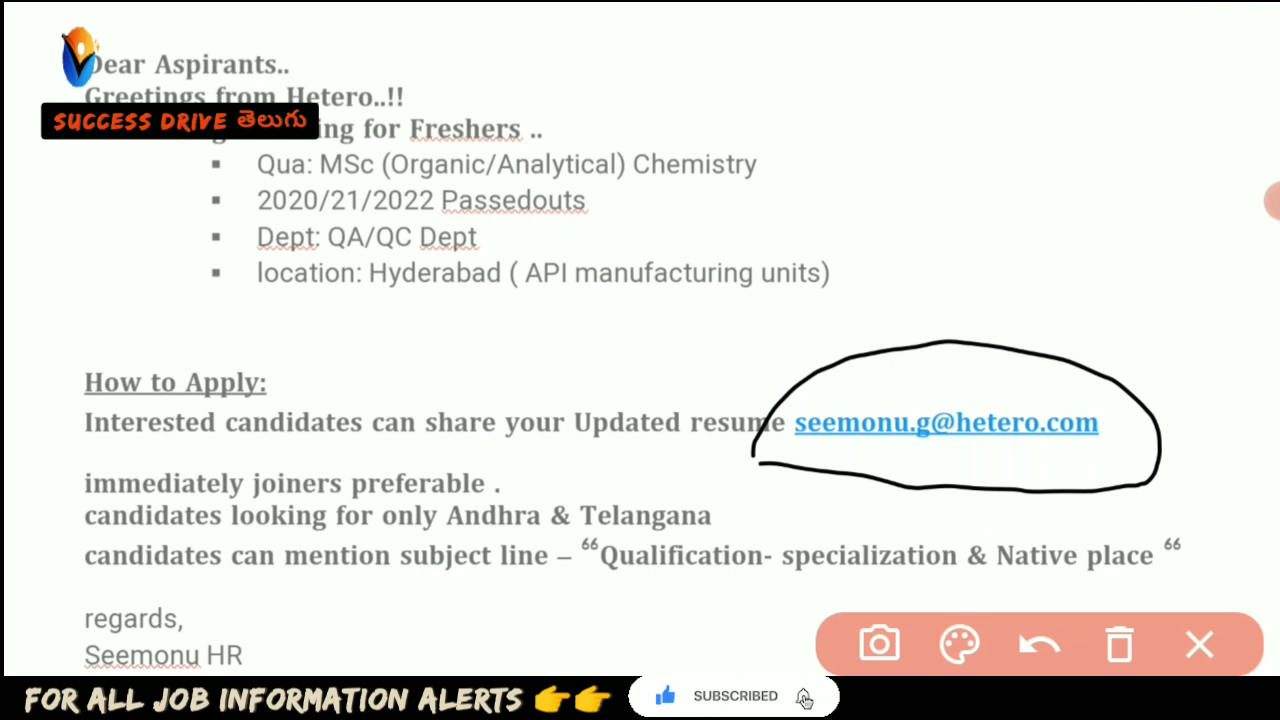 Dear Aspirants..
Greetings from Hetero..!!
SUCCESS DRIVE తెలుగు
for Freshers ..
▪ Qua: MSc (Organic/Analytical) Chemistry
▪ 2020/21/2022 Passedouts
▪ Dept: QA/QC Dept
▪ location: Hyderabad ( API manufacturing units)
How to Apply:
Interested candidates can share your Updated resume seemonu.g@hetero.com
immediately joiners preferable .
candidates looking for only Andhra & Telangana
candidates can mention subject line – “Qualification- specialization & Native place “
regards,
Seemonu HR
FOR ALL JOB INFORMATION ALERTS 👉👉 SUBSCRIBED